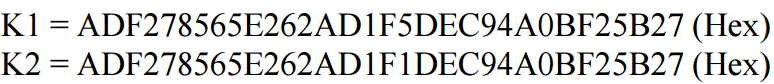 K1 = ADF278565E262AD1F5DEC94A0BF25B27 (Hex)
K2 = ADF278565E262AD1F1DEC94A0BF25B27 (Hex)